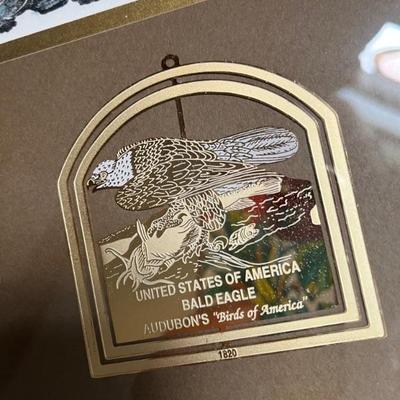 UNITED STATES OF AMERICA
BALD EAGLE
AUDUBON'S "Birds of America"
1820